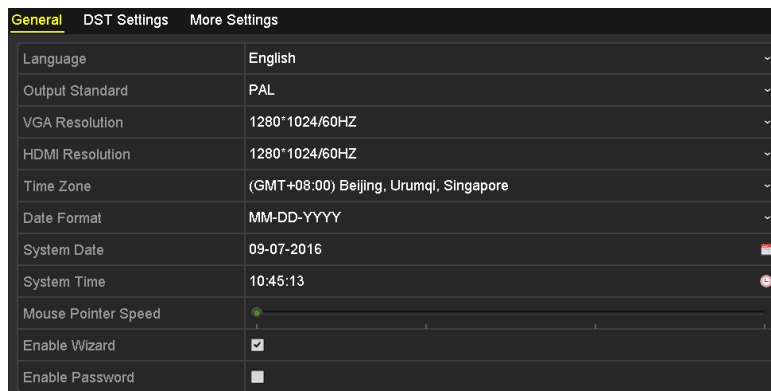 General DST Settings More Settings
Language English
Output Standard PAL
VGA Resolution 1280*1024/60HZ
HDMI Resolution 1280*1024/60HZ
Time Zone (GMT+08:00) Beijing, Urumqi, Singapore
Date Format MM-DD-YYYY
System Date 09-07-2016
System Time 10:45:13
Mouse Pointer Speed
Enable Wizard
Enable Password